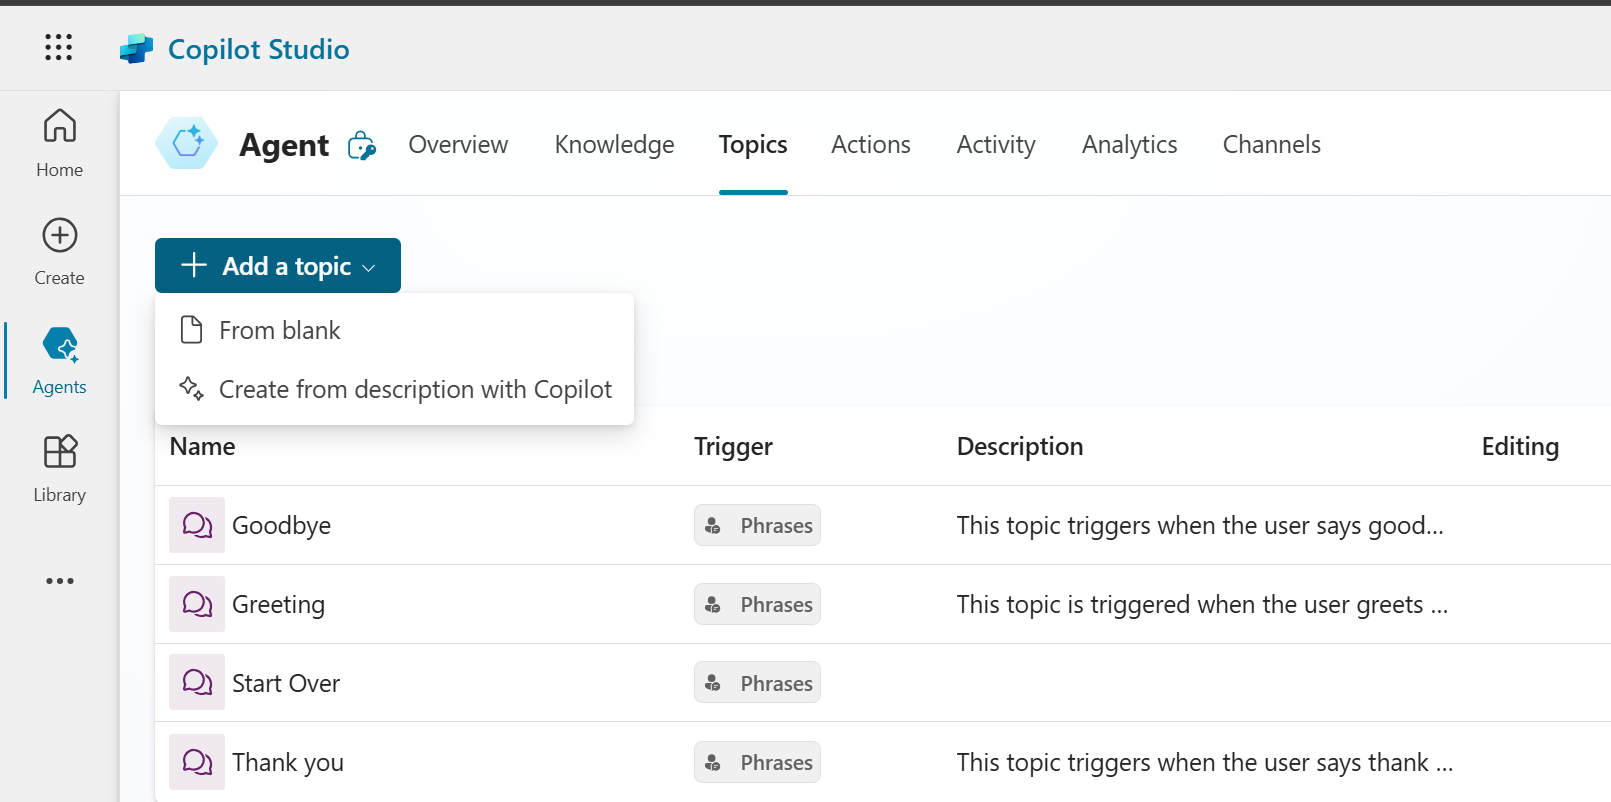 Copilot Studio
Home
Create
Agents
Library
Agent Overview Knowledge Topics Actions Activity Analytics Channels
Add a topic
From blank
Create from description with Copilot
Name Trigger Description Editing
Goodbye Phrases This topic triggers when the user says good...
Greeting Phrases This topic is triggered when the user greets ...
Start Over Phrases
Thank you Phrases This topic triggers when the user says thank ...